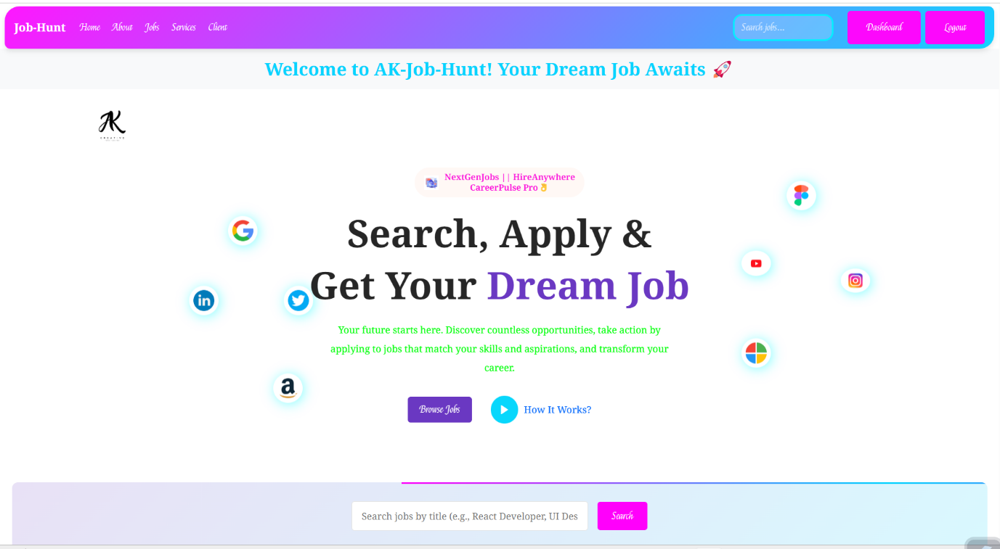 Job-Hunt Home About Jobs Services Client Search jobs... Dashboard Logout
Welcome to AK-Job-Hunt! Your Dream Job Awaits 🚀
AK
CREATIVE
NextGenJobs || HireAnywhere
CareerPulse Pro👌
Search, Apply &
Get Your Dream Job
Your future starts here. Discover countless opportunities, take action by
applying to jobs that match your skills and aspirations, and transform your
career.
Browse Jobs How It Works?
Search jobs by title (e.g., React Developer, UI Des Search